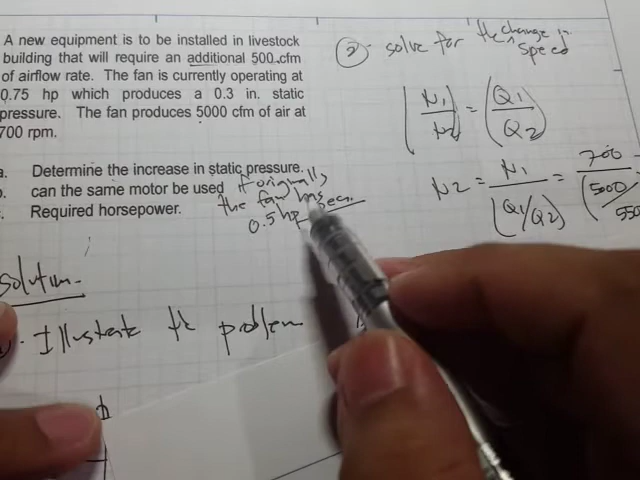 A new equipment is to be installed in livestock
building that will require an additional 500 cfm
of airflow rate. The fan is currently operating at
0.75 hp which produces a 0.3 in. static
pressure. The fan produces 5000 cfm of air at
700 rpm.
a. Determine the increase in static pressure.
b. can the same motor be used if originally
the fan has
0.5 hp
c. Required horsepower.
solution.
Illustrate the problem
2. solve for the change in
speed
(N1/N2) = (Q1/Q2)
N2 = N1/(Q1/Q2) = 700